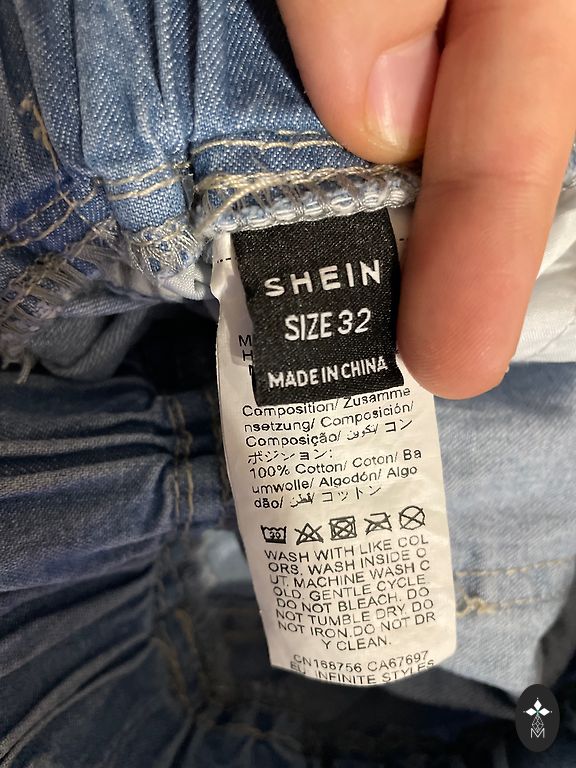 SHEIN
SIZE 32
MADE IN CHINA
Composition/ Zusamme
nsetzung/ Composición/
Composição/ تكوين/ コン
ポジション:
100% Cotton/ Coton/ Ba
umwolle/ Algodón/ Algo
dão/ قطن/ コットン
30
WASH WITH LIKE COL
ORS. WASH INSIDE O
UT. MACHINE WASH C
OLD. GENTLE CYCLE.
DO NOT BLEACH. DO
NOT TUMBLE DRY. DO
NOT IRON.DO NOT DR
Y CLEAN.
CN168756 CA67697
EU: INFINITE STYLES
M